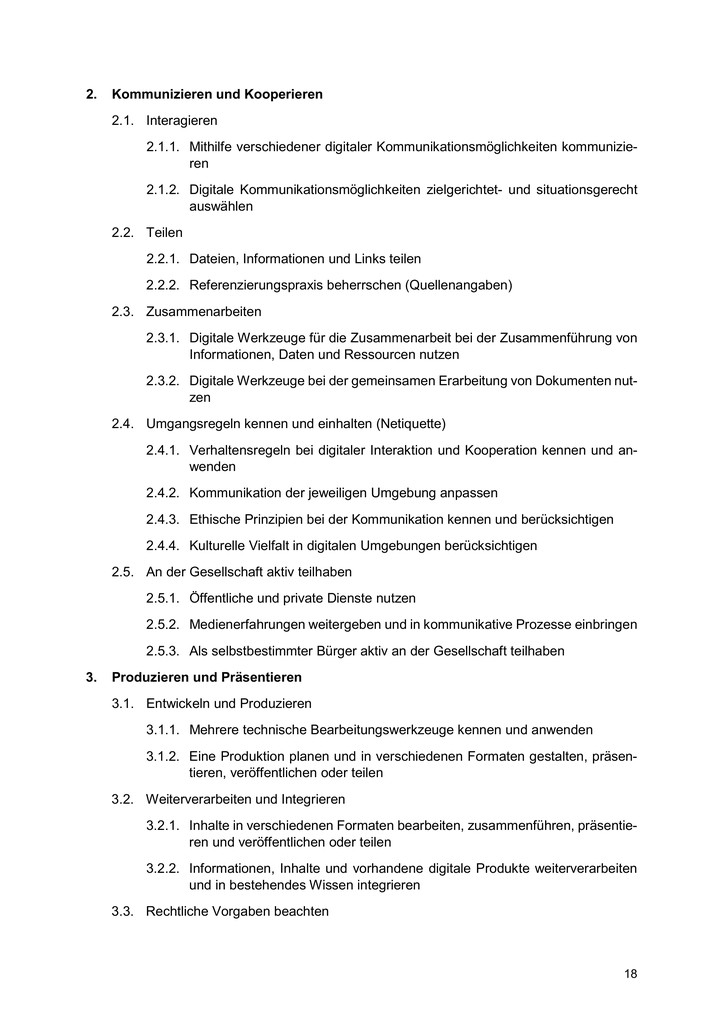 2. Kommunizieren und Kooperieren
2.1. Interagieren
2.1.1. Mithilfe verschiedener digitaler Kommunikationsmöglichkeiten kommunizie-
ren
2.1.2. Digitale Kommunikationsmöglichkeiten zielgerichtet- und situationsgerecht
auswählen
2.2. Teilen
2.2.1. Dateien, Informationen und Links teilen
2.2.2. Referenzierungspraxis beherrschen (Quellenangaben)
2.3. Zusammenarbeiten
2.3.1. Digitale Werkzeuge für die Zusammenarbeit bei der Zusammenführung von
Informationen, Daten und Ressourcen nutzen
2.3.2. Digitale Werkzeuge bei der gemeinsamen Erarbeitung von Dokumenten nut-
zen
2.4. Umgangsregeln kennen und einhalten (Netiquette)
2.4.1. Verhaltensregeln bei digitaler Interaktion und Kooperation kennen und an-
wenden
2.4.2. Kommunikation der jeweiligen Umgebung anpassen
2.4.3. Ethische Prinzipien bei der Kommunikation kennen und berücksichtigen
2.4.4. Kulturelle Vielfalt in digitalen Umgebungen berücksichtigen
2.5. An der Gesellschaft aktiv teilhaben
2.5.1. Öffentliche und private Dienste nutzen
2.5.2. Medienerfahrungen weitergeben und in kommunikative Prozesse einbringen
2.5.3. Als selbstbestimmter Bürger aktiv an der Gesellschaft teilhaben
3. Produzieren und Präsentieren
3.1. Entwickeln und Produzieren
3.1.1. Mehrere technische Bearbeitungswerkzeuge kennen und anwenden
3.1.2. Eine Produktion planen und in verschiedenen Formaten gestalten, präsen-
tieren, veröffentlichen oder teilen
3.2. Weiterverarbeiten und Integrieren
3.2.1. Inhalte in verschiedenen Formaten bearbeiten, zusammenführen, präsentie-
ren und veröffentlichen oder teilen
3.2.2. Informationen, Inhalte und vorhandene digitale Produkte weiterverarbeiten
und in bestehendes Wissen integrieren
3.3. Rechtliche Vorgaben beachten
18